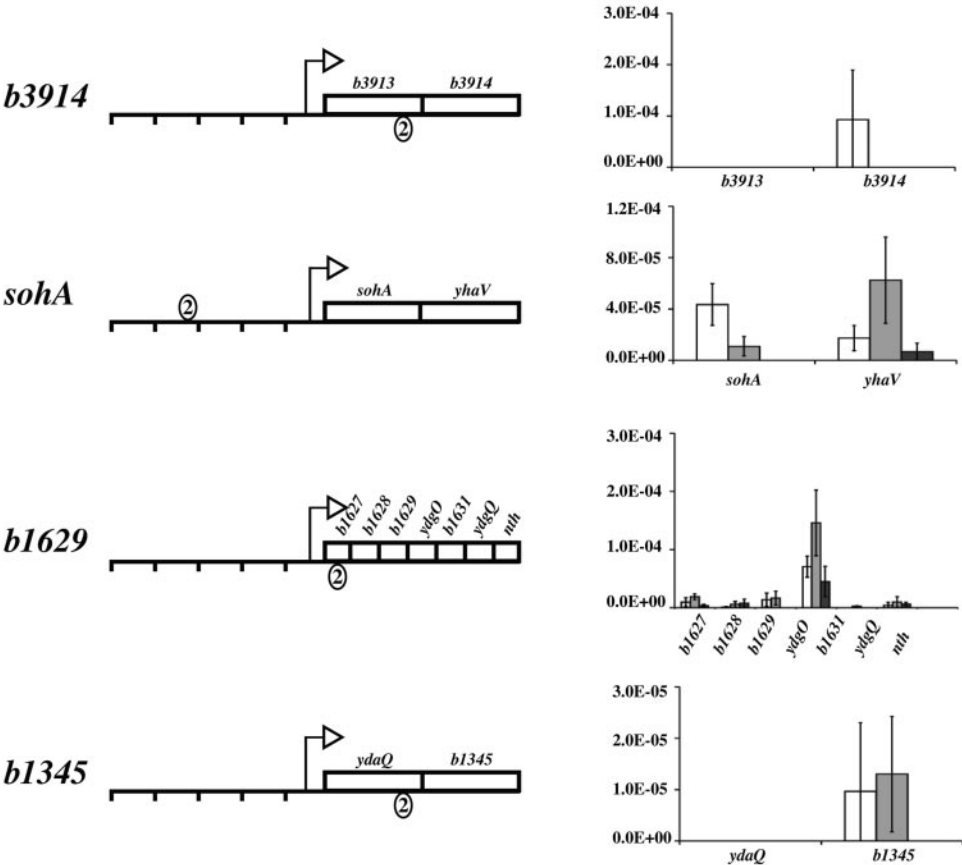 b3914
b3913 b3914
2
3.0E-04
2.0E-04
1.0E-04
0.0E+00
b3913 b3914
sohA
2
sohA yhaV
1.2E-04
8.0E-05
4.0E-05
0.0E+00
sohA yhaV
b1629
b1627 b1628 b1629 ydgO b1631 ydgQ nth
2
3.0E-04
2.0E-04
1.0E-04
0.0E+00
b1627 b1628 b1629 ydgO b1631 ydgQ nth
b1345
ydaQ b1345
2
3.0E-05
2.0E-05
1.0E-05
0.0E+00
ydaQ b1345